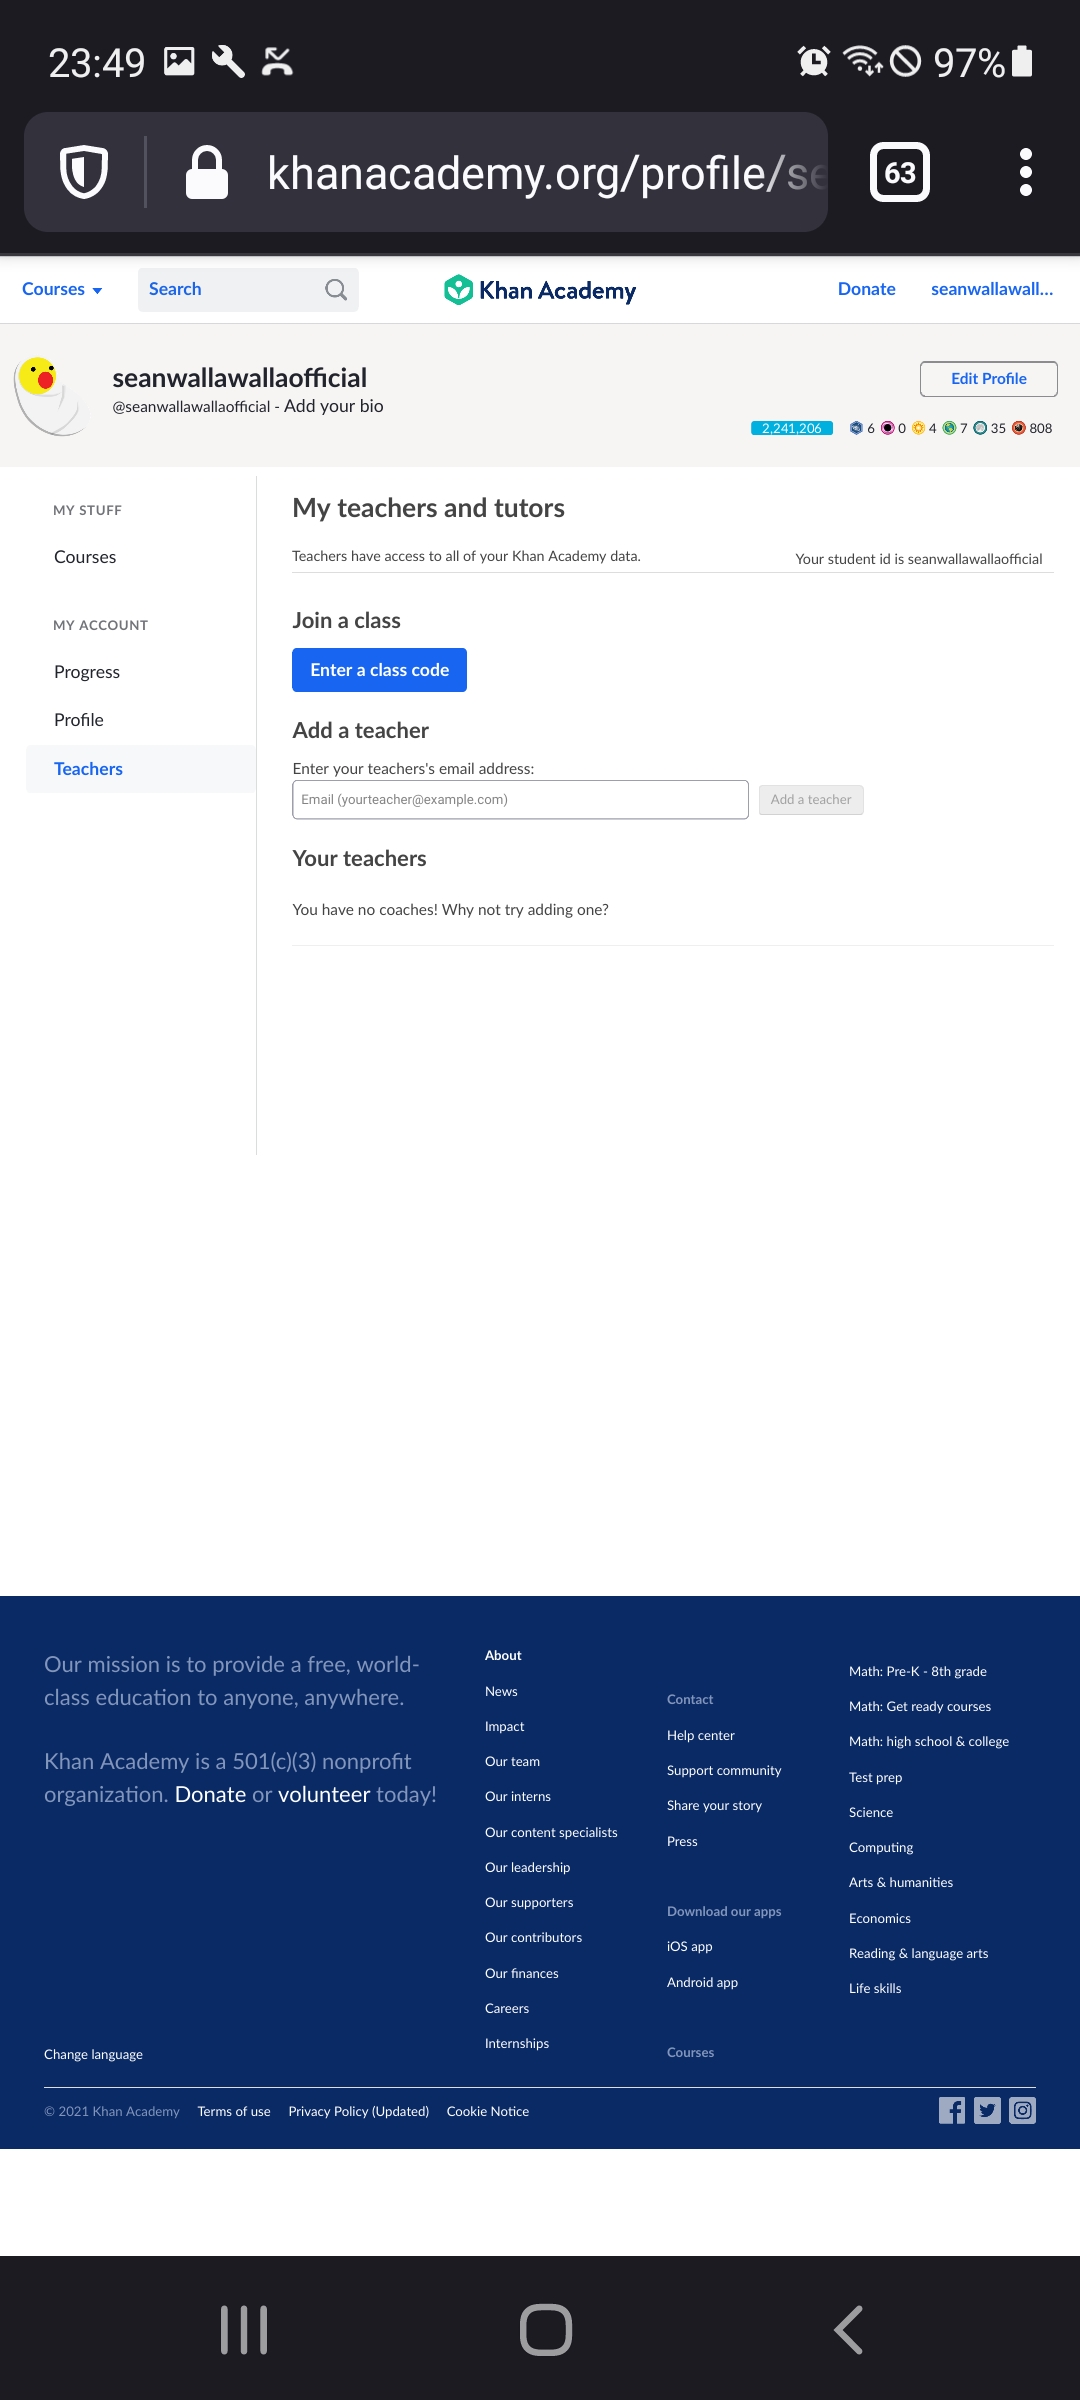 23:49
97%
khanacademy.org/profile/se
63
Courses
Search
Khan Academy
Donate
seanwallawall...
seanwallawallaofficial
@seanwallawallaofficial - Add your bio
Edit Profile
2,241,206
6
0
4
7
35
808
MY STUFF
Courses
MY ACCOUNT
Progress
Profile
Teachers
My teachers and tutors
Teachers have access to all of your Khan Academy data.
Your student id is seanwallawallaofficial
Join a class
Enter a class code
Add a teacher
Enter your teachers's email address:
Email (yourteacher@example.com)
Add a teacher
Your teachers
You have no coaches! Why not try adding one?
Our mission is to provide a free, world-
class education to anyone, anywhere.
Khan Academy is a 501(c)(3) nonprofit
organization. Donate or volunteer today!
About
News
Impact
Our team
Our interns
Our content specialists
Our leadership
Our supporters
Our contributors
Our finances
Careers
Internships
Contact
Help center
Support community
Share your story
Press
Download our apps
iOS app
Android app
Courses
Math: Pre-K - 8th grade
Math: Get ready courses
Math: high school & college
Test prep
Science
Computing
Arts & humanities
Economics
Reading & language arts
Life skills
Change language
© 2021 Khan Academy
Terms of use
Privacy Policy (Updated)
Cookie Notice